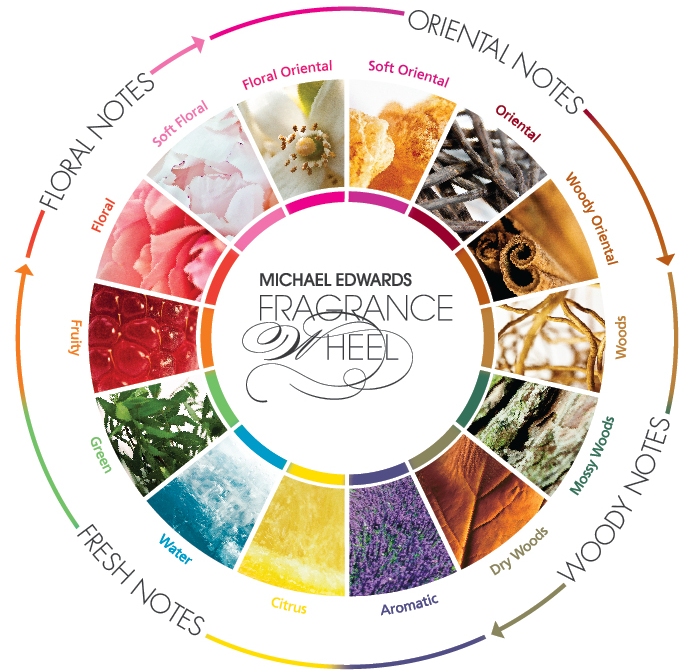 ORIENTAL NOTES
Floral Oriental
Soft Oriental
Oriental
Woody Oriental
WOODY NOTES
Woods
Mossy Woods
Dry Woods
FRESH NOTES
Aromatic
Citrus
Water
Green
Fruity
FLORAL NOTES
Floral
Soft Floral
MICHAEL EDWARDS
FRAGRANCE
WHEEL